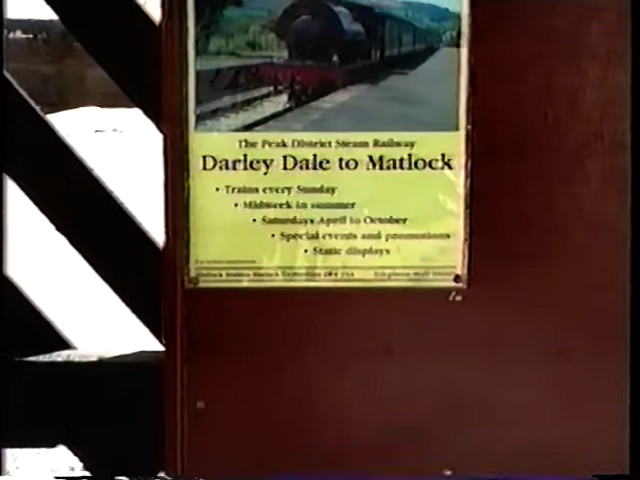 The Peak District Steam Railway
Darley Dale to Matlock
• Trains every Sunday
• Midweek in summer
• Saturdays April to October
• Special events and promotions
• Static displays